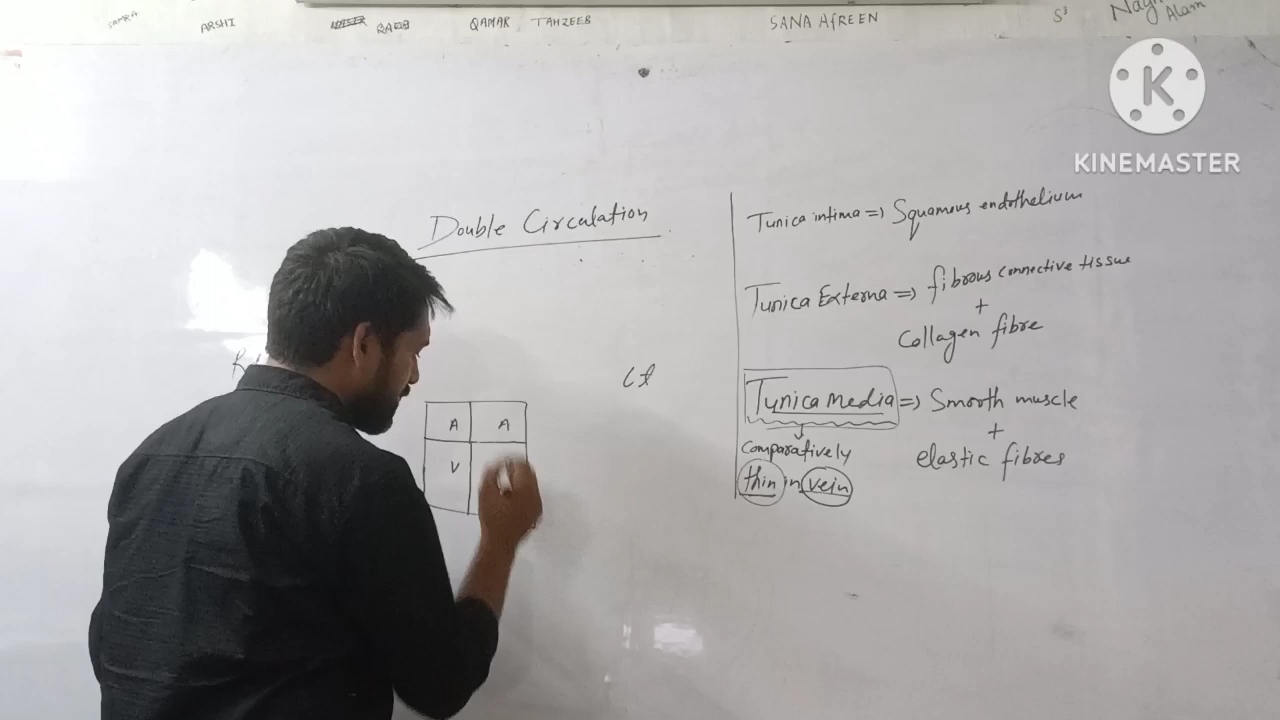 SAMRA ARSHI QAMAR TAHZEEB SANA AFREEN
Alam
KINEMASTER
Double Circulation
A A
V
Tunica intima => Squamous endothelium
Tunica Externa => fibrous connective tissue
+
Collagen fibre
Tunica Media => Smooth muscle
+
elastic fibres
Comparatively
thin in vein